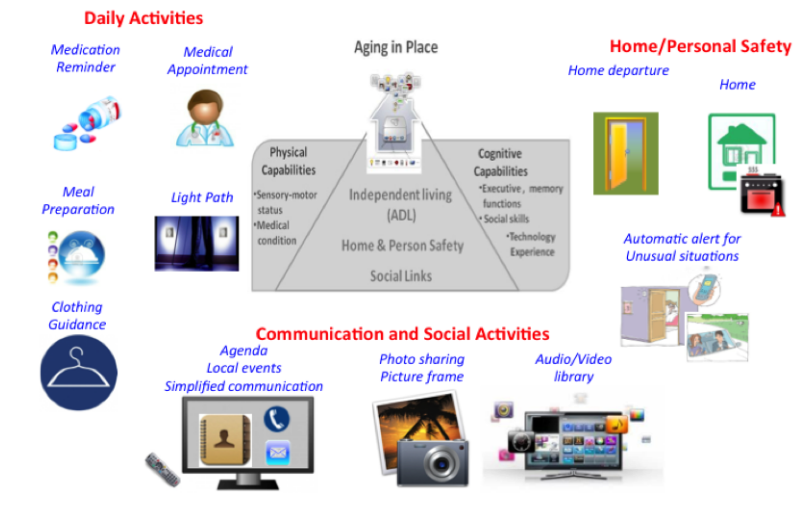 Daily Activities
Medication
Reminder
Medical
Appointment
Meal
Preparation
Light Path
Clothing
Guidance
Aging in Place
Physical
Capabilities
•Sensory-motor
status
•Medical
condition
Independent living
(ADL)
Home & Person Safety
Social Links
Cognitive
Capabilities
•Executive, memory
functions
• Social skills
•Technology
Experience
Home/Personal Safety
Home departure
Home
Automatic alert for
Unusual situations
Communication and Social Activities
Agenda
Local events
Simplified communication
Photo sharing
Picture frame
Audio/Video
library